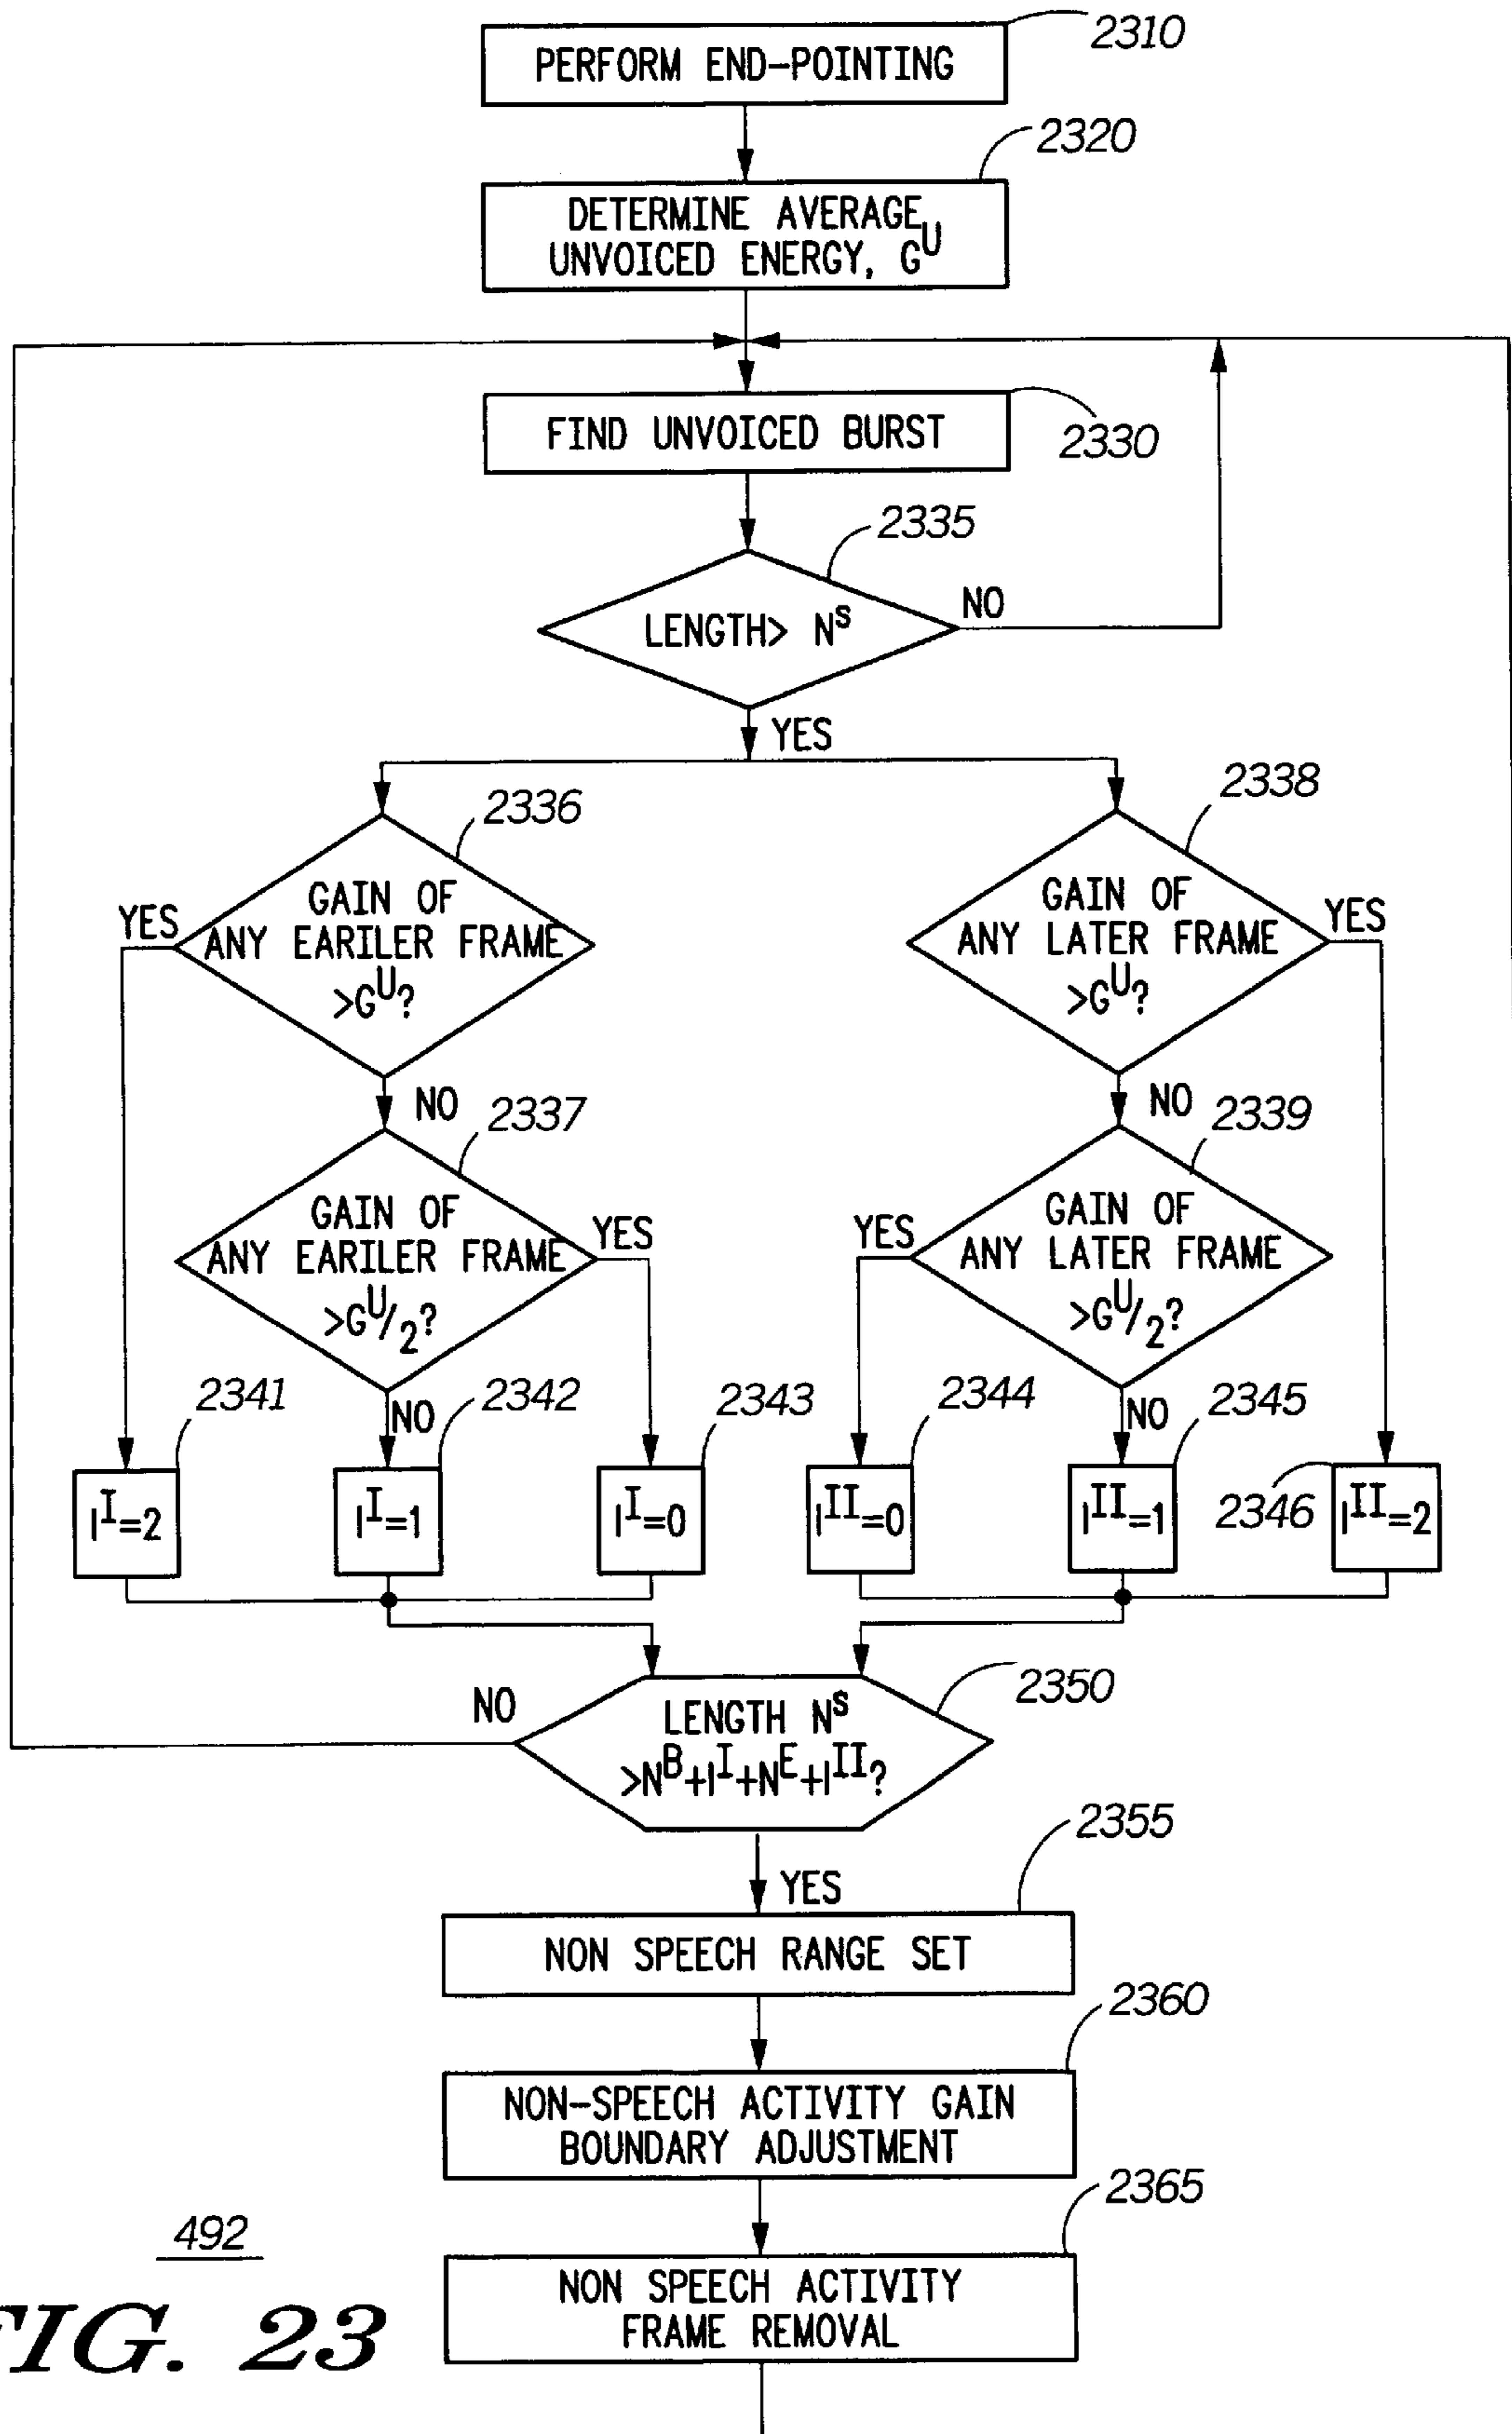 2310
PERFORM END-POINTING
2320
DETERMINE AVERAGE
UNVOICED ENERGY, G^U
FIND UNVOICED BURST
2330
2335
LENGTH> N^S
NO
YES
2336
2338
GAIN OF
ANY EARILER FRAME
>G^U?
YES
GAIN OF
ANY LATER FRAME
>G^U?
YES
NO
2337
NO
2339
GAIN OF
ANY EARILER FRAME
>G^U/2?
YES
YES
GAIN OF
ANY LATER FRAME
>G^U/2?
2341
NO
2342
2343
2344
NO
2345
I^I=2
I^I=1
I^I=0
I^II=0
I^II=1
2346
I^II=2
NO
LENGTH N^S
>N^B+I^I+N^E+I^II?
2350
2355
YES
NON SPEECH RANGE SET
2360
NON-SPEECH ACTIVITY GAIN
BOUNDARY ADJUSTMENT
2365
NON SPEECH ACTIVITY
FRAME REMOVAL
492
FIG. 23